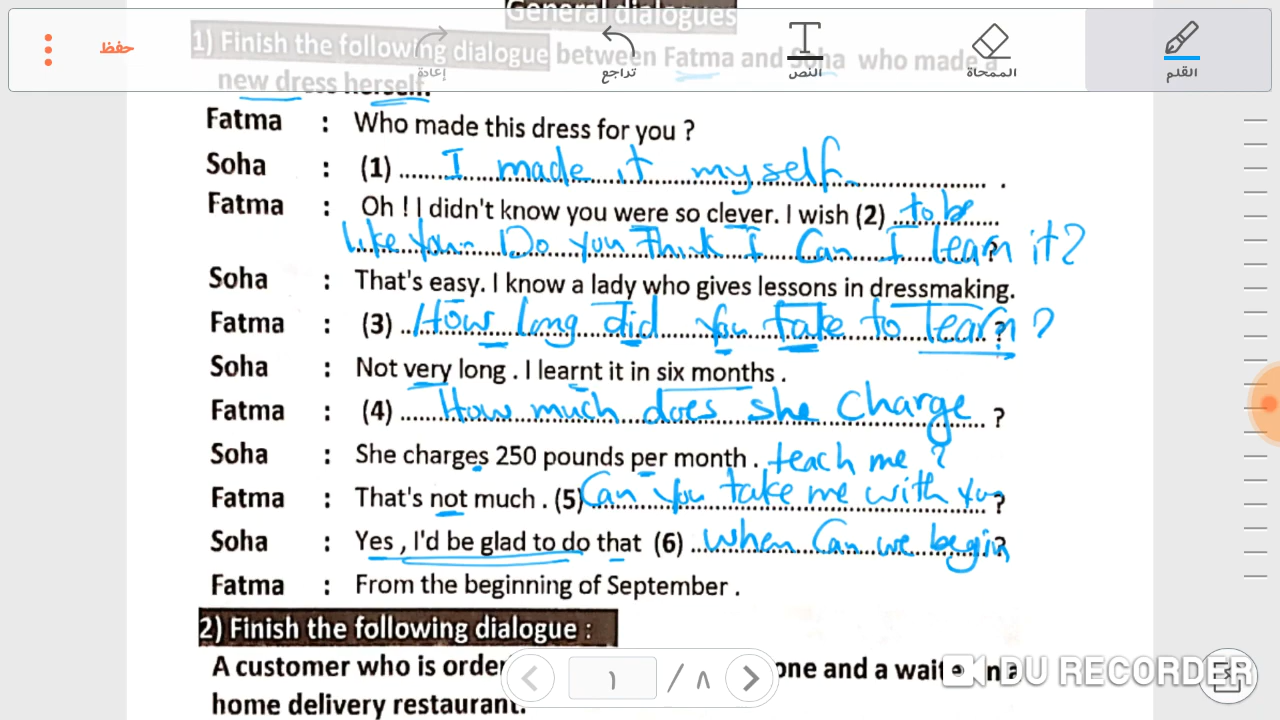 General dialogues
1) Finish the following dialogue between Fatma and Soha who made a
new dress herself.
حفظ
إعادة
تراجع
النص
الممحاة
القلم
Fatma : Who made this dress for you ?
Soha : (1) I made it myself.
Fatma : Oh ! I didn't know you were so clever. I wish (2) to be
like you. Do you think I Can I learn it?
Soha : That's easy. I know a lady who gives lessons in dressmaking.
Fatma : (3) How long did you take to learn ?
Soha : Not very long . I learnt it in six months .
Fatma : (4) How much does she charge ?
Soha : She charges 250 pounds per month . teach me ?
Fatma : That's not much . (5) Can you take me with you ?
Soha : Yes , I'd be glad to do that (6) when Can we begin ?
Fatma : From the beginning of September .
2) Finish the following dialogue :
A customer who is one and a
home delivery restaurant.
١ / ٨
DU RECORDER